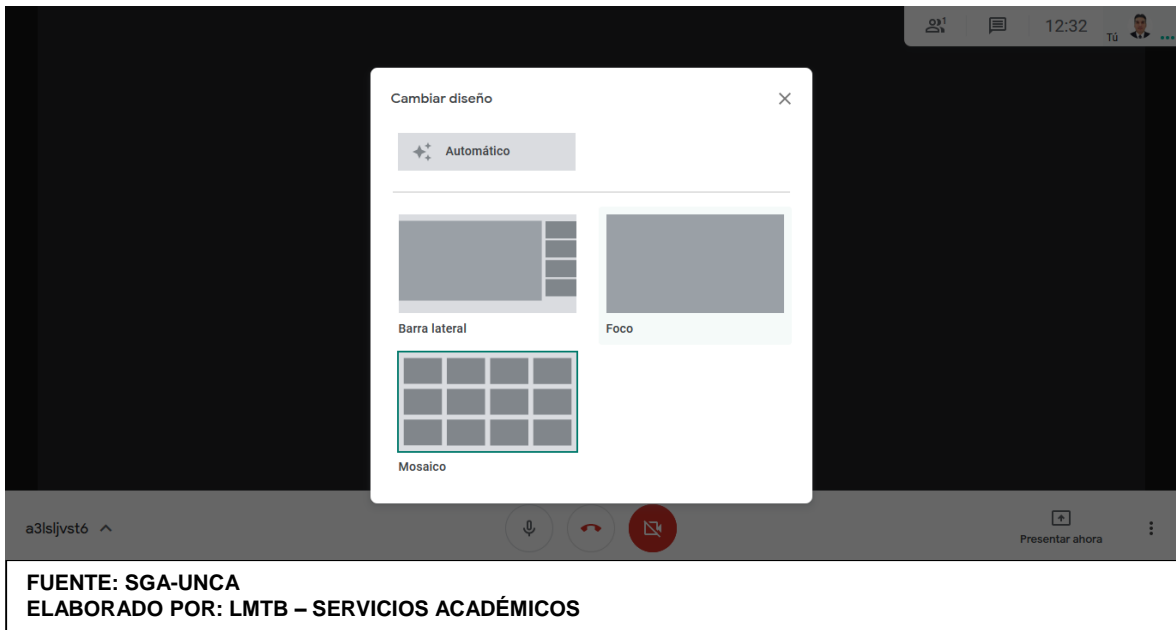 1
12:32
Tú
Cambiar diseño
Automático
Barra lateral
Foco
Mosaico
a3lsljvst6
Presentar ahora
FUENTE: SGA-UNCA
ELABORADO POR: LMTB – SERVICIOS ACADÉMICOS